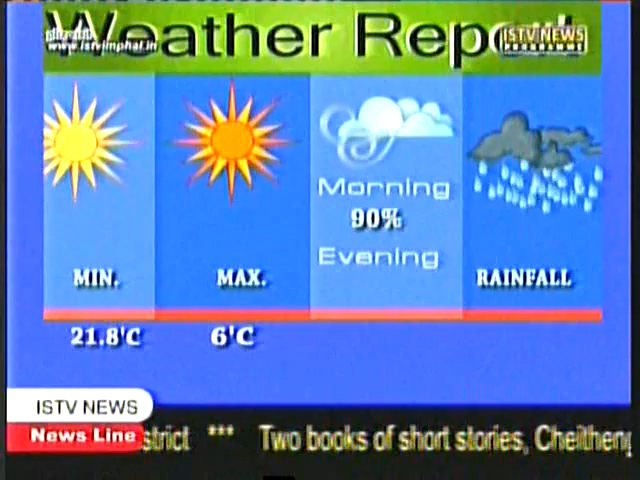 Weather Report
www.istvimphal.in
ISTV NEWS
PROGRAMME
Morning
90%
Evening
MIN.
MAX.
RAINFALL
21.8'C
6'C
ISTV NEWS
News Line
strict *** Two books of short stories, Cheitheng